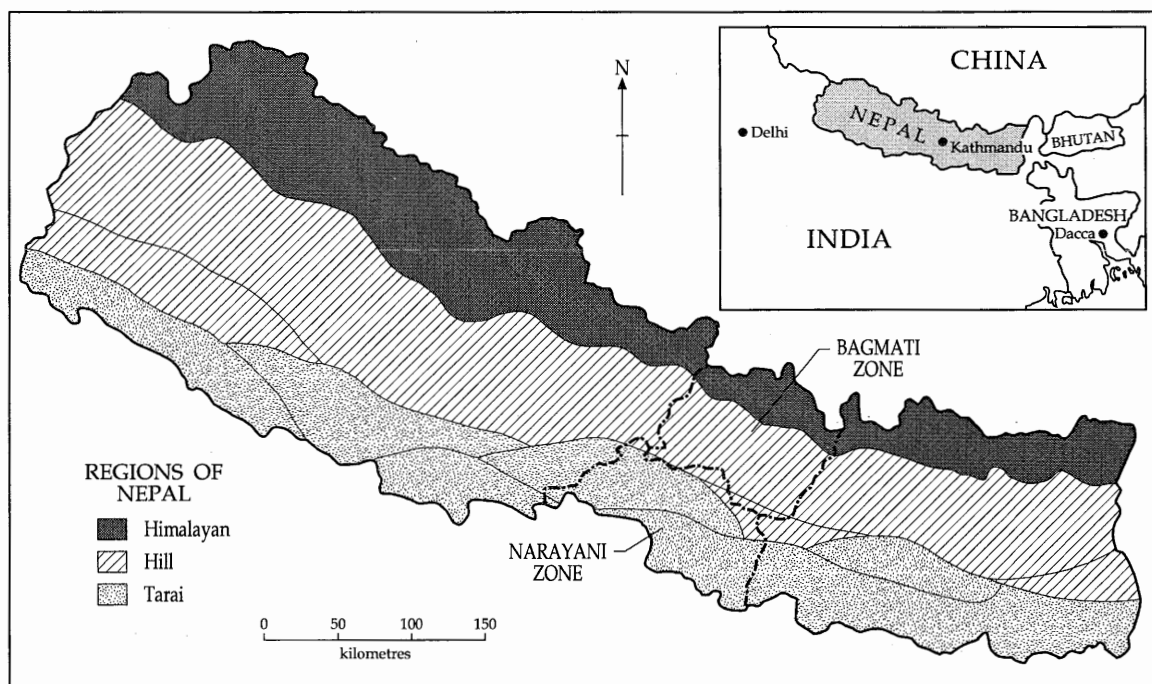 N
CHINA
NEPAL
Delhi
Kathmandu
BHUTAN
BANGLADESH
Dacca
INDIA
BAGMATI
ZONE
REGIONS OF
NEPAL
Himalayan
Hill
Tarai
NARAYANI
ZONE
0 50 100 150
kilometres